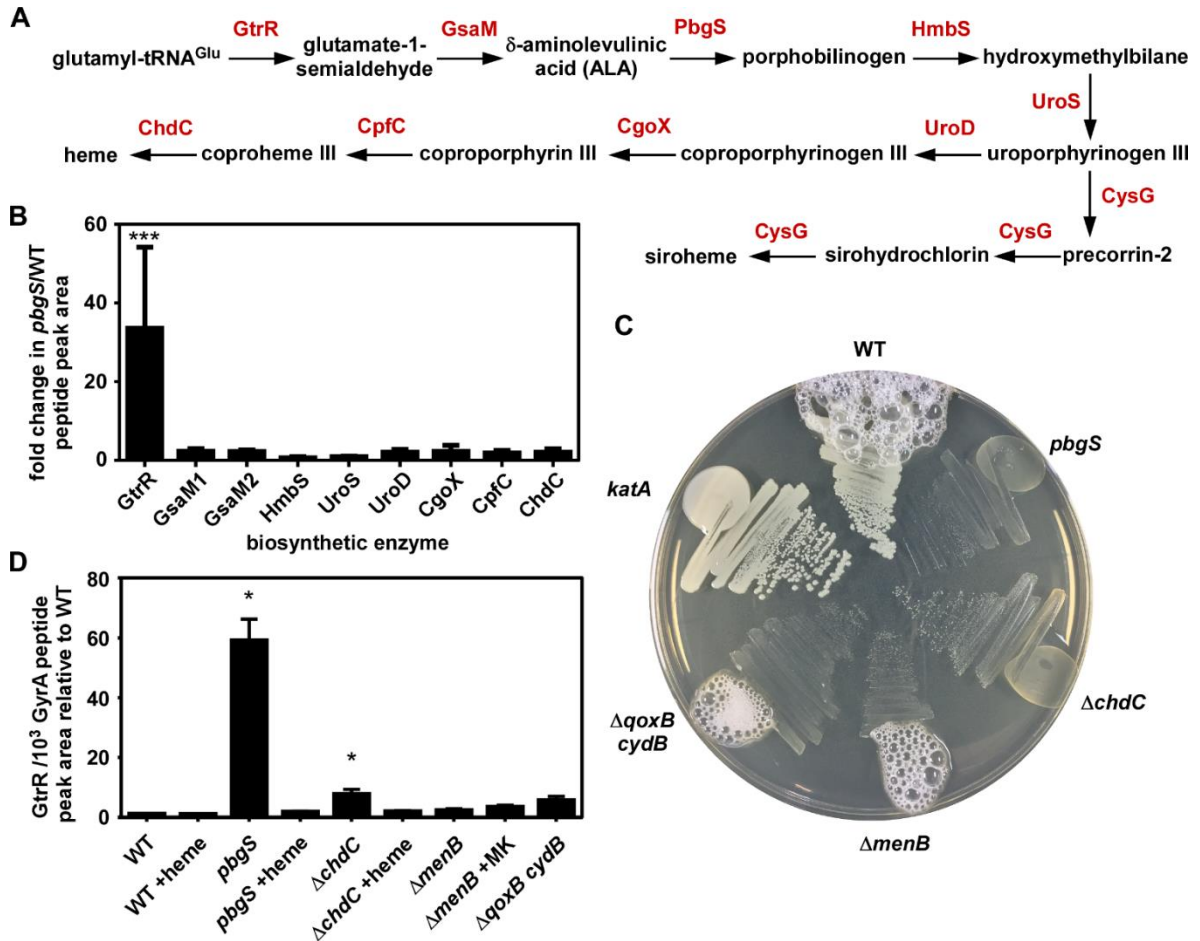 A
GtrR GsaM PbgS HmbS
glutamyl-tRNAGlu glutamate-1-
semialdehyde δ-aminolevulinic
acid (ALA) porphobilinogen hydroxymethylbilane
UroS
ChdC CpfC CgoX UroD
heme coproheme III coproporphyrin III coproporphyrinogen III uroporphyrinogen III
CysG
CysG CysG
siroheme sirohydrochlorin precorrin-2
B
fold change in pbgS/WT
peptide peak area
60
40
20
0
***
GtrR
GsaM1
GsaM2
HmbS
UroS
UroD
CgoX
CpfC
ChdC
biosynthetic enzyme
C
WT
pbgS
katA
ΔchdC
ΔqoxB
cydB
ΔmenB
D
GtrR /10³ GyrA peptide
peak area relative to WT
80
60
40
20
0
*
*
WT
WT +heme
pbgS
pbgS +heme
ΔchdC
ΔchdC +heme
ΔmenB
ΔmenB +MK
ΔqoxB cydB